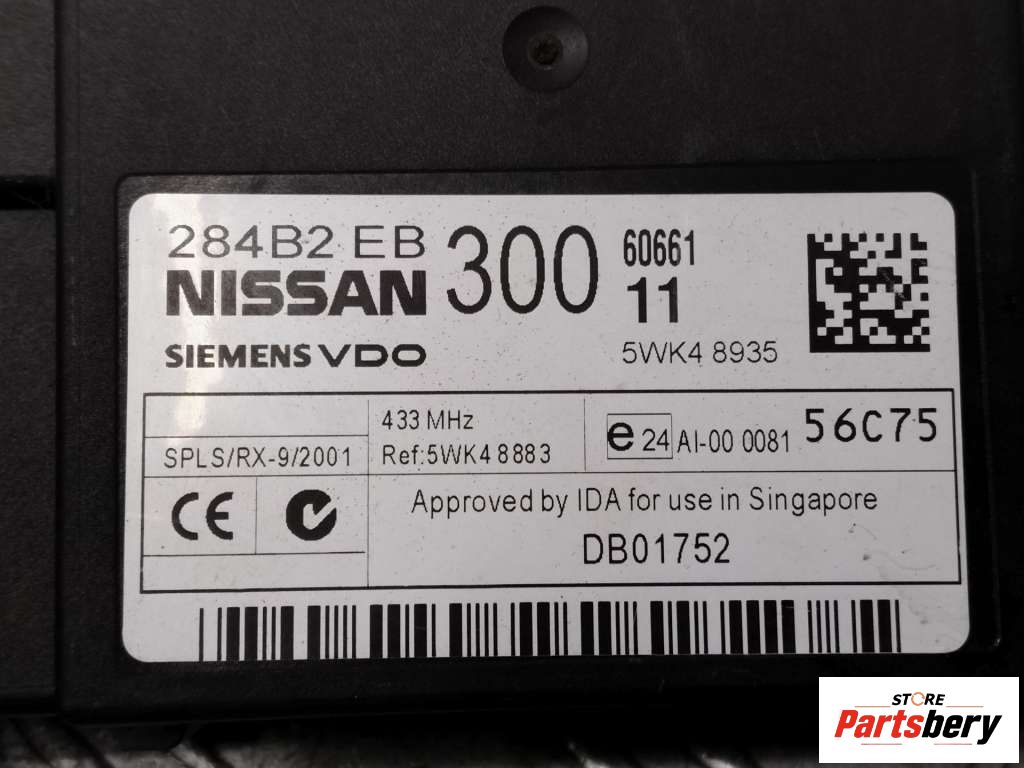 284B2 EB 300 60661
NISSAN 11
SIEMENS VDO 5WK4 8935
433 MHz
SPLS/RX-9/2001 Ref:5WK4 8883
e 24 AI-00 0081 56C75
CE
Approved by IDA for use in Singapore
DB01752
STORE
Partsbery